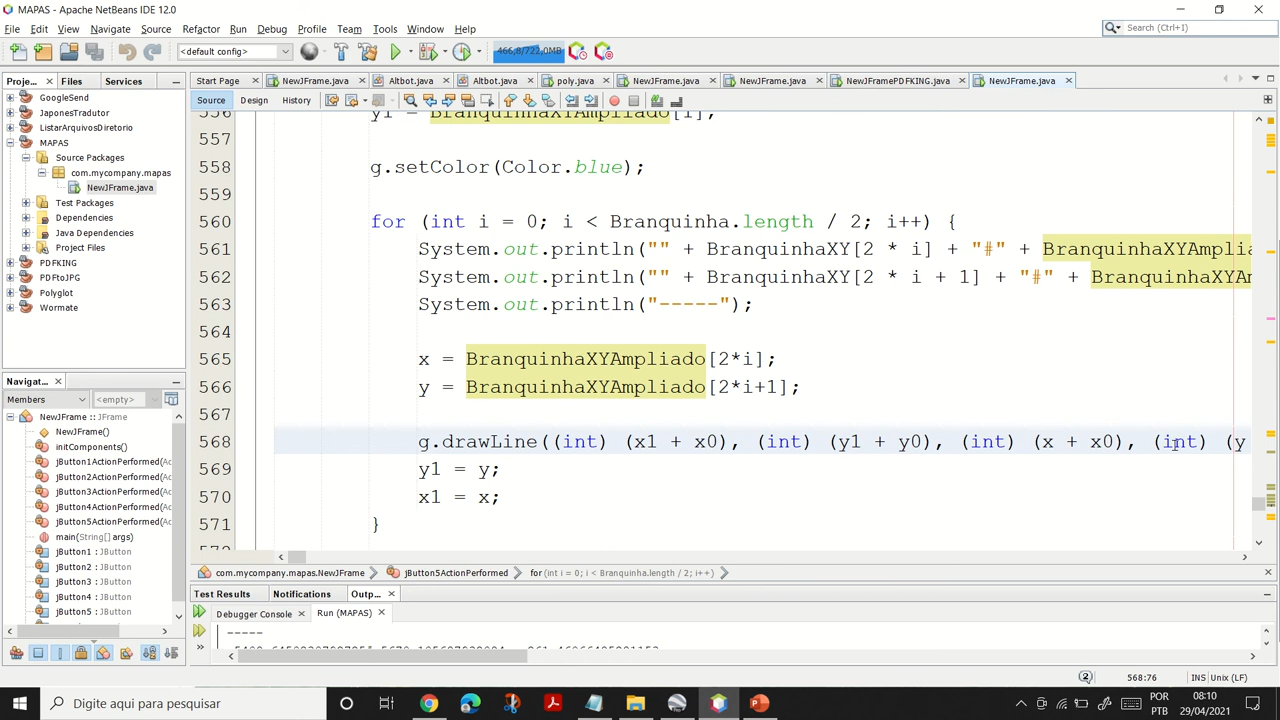 MAPAS - Apache NetBeans IDE 12.0
File Edit View Navigate Source Refactor Run Debug Profile Team Tools Window Help
Search (Ctrl+I)
<default config>
466,8/722,0MB
Projec... Files Services
Start Page NewJFrame.java Altbot.java Altbot.java poly.java NewJFrame.java NewJFrame.java NewJFramePDFKING.java NewJFrame.java
Source Design History
GoogleSend
JaponesTradutor
ListarArquivosDiretorio
MAPAS
Source Packages
com.mycompany.mapas
NewJFrame.java
Test Packages
Dependencies
Java Dependencies
Project Files
PDFKING
PDFtoJPG
Polyglot
Wormate
Navigat...
Members <empty>
NewJFrame :: JFrame
NewJFrame()
initComponents()
jButton1ActionPerformed(Ac
jButton2ActionPerformed(Ac
jButton3ActionPerformed(Ac
jButton4ActionPerformed(Ac
jButton5ActionPerformed(Ac
main(String[] args)
jButton1 : JButton
jButton2 : JButton
jButton3 : JButton
jButton4 : JButton
jButton5 : JButton
556 y1 = BranquinhaXYAmpliado[1];
557
558 g.setColor(Color.blue);
559
560 for (int i = 0; i < Branquinha.length / 2; i++) {
561 System.out.println("" + BranquinhaXY[2 * i] + "#" + BranquinhaXYAmplia
562 System.out.println("" + BranquinhaXY[2 * i + 1] + "#" + BranquinhaXYA
563 System.out.println("-----");
564
565 x = BranquinhaXYAmpliado[2*i];
566 y = BranquinhaXYAmpliado[2*i+1];
567
568 g.drawLine((int) (x1 + x0), (int) (y1 + y0), (int) (x + x0), (int) (y
569 y1 = y;
570 x1 = x;
571 }
com.mycompany.mapas.NewJFrame jButton5ActionPerformed for (int i = 0; i < Branquinha.length / 2; i++)
Test Results Notifications Outp...
Debugger Console Run (MAPAS)
-----
568:76 INS Unix (LF)
Digite aqui para pesquisar
POR
PTB
08:10
29/04/2021